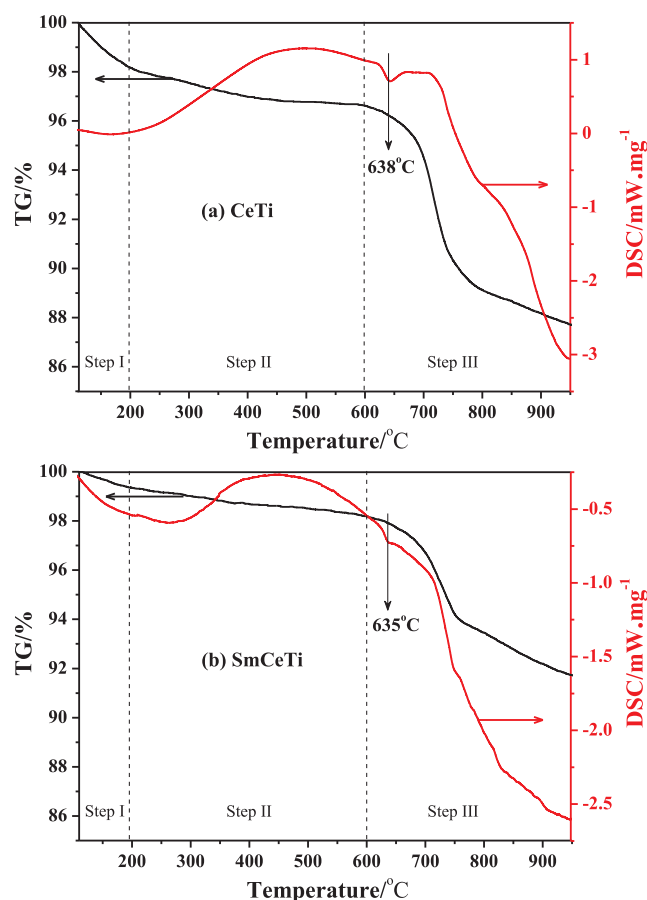 100
98
96
94
92
90
88
86
TG/%
1
0
-1
-2
-3
DSC/mW.mg⁻¹
638°C
(a) CeTi
Step I
Step II
Step III
200 300 400 500 600 700 800 900
Temperature/°C
100
98
96
94
92
90
88
86
TG/%
-0.5
-1.0
-1.5
-2.0
-2.5
DSC/mW.mg⁻¹
635°C
(b) SmCeTi
Step I
Step II
Step III
200 300 400 500 600 700 800 900
Temperature/°C